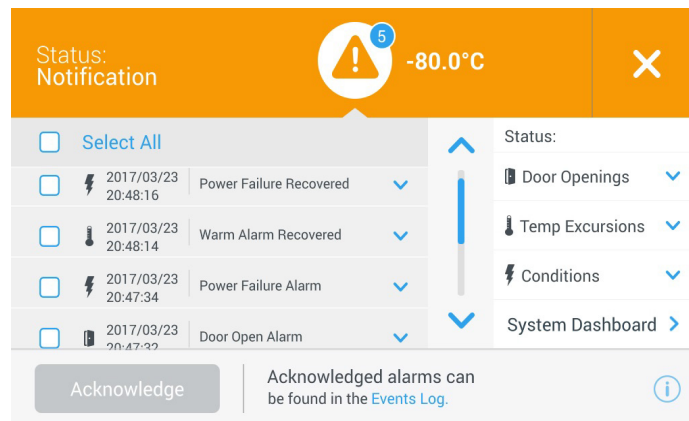 Status:
Notification
5
-80.0°C
Select All
2017/03/23
20:48:16
Power Failure Recovered
2017/03/23
20:48:14
Warm Alarm Recovered
2017/03/23
20:47:34
Power Failure Alarm
2017/03/23
20:47:32
Door Open Alarm
Status:
Door Openings
Temp Excursions
Conditions
System Dashboard
Acknowledge
Acknowledged alarms can
be found in the Events Log.